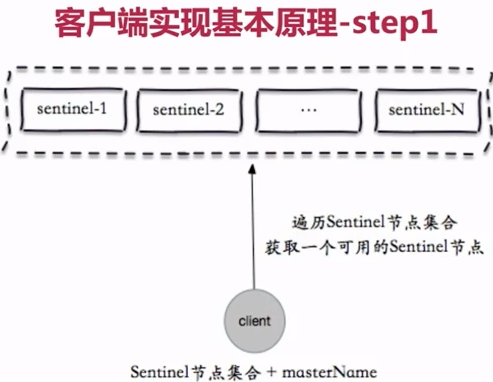 客户端实现基本原理-step1
sentinel-1
sentinel-2
...
sentinel-N
遍历Sentinel节点集合
获取一个可用的Sentinel节点
client
Sentinel节点集合 + masterName